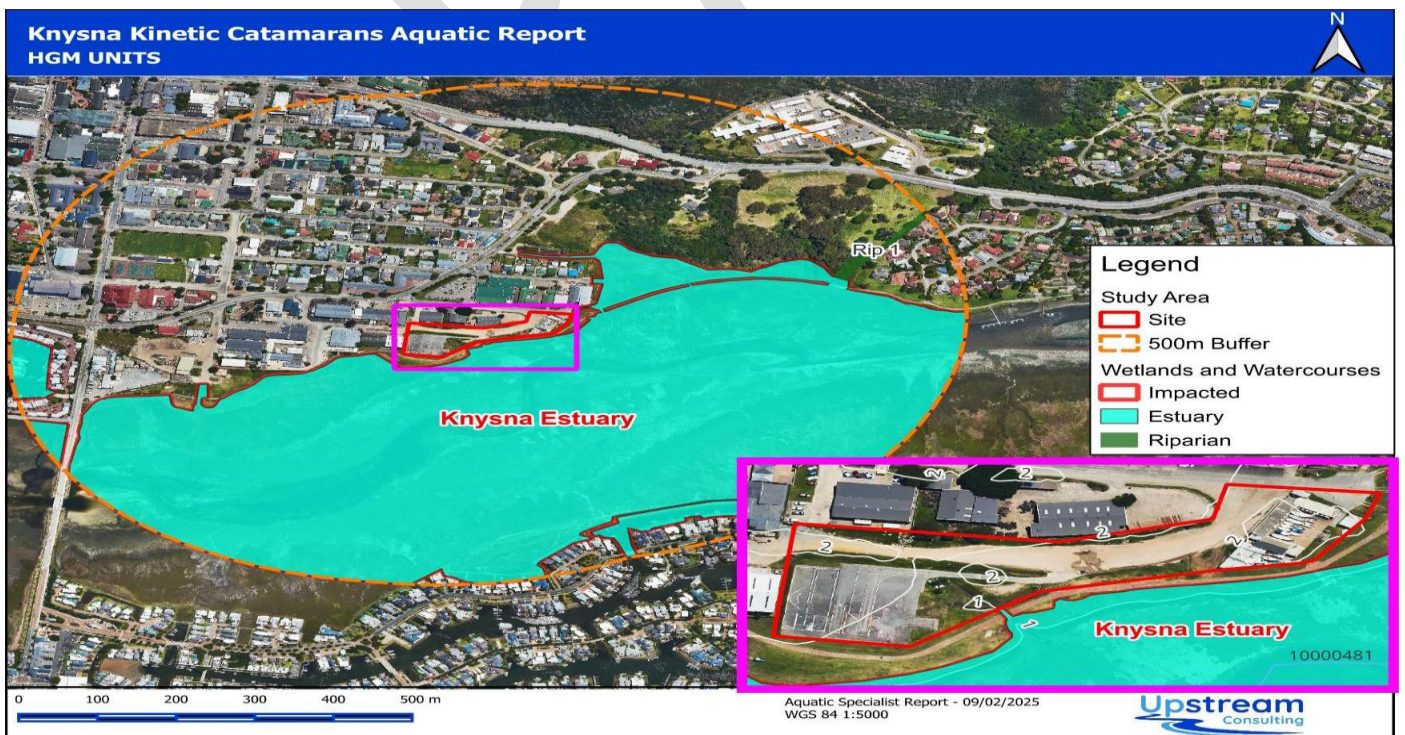 Knysna Kinetic Catamarans Aquatic Report
HGM UNITS
N
Rip 1
Knysna Estuary
Legend
Study Area
Site
500m Buffer
Wetlands and Watercourses
Impacted
Estuary
Riparian
2
2
2
2
2
2
1
1
Knysna Estuary
10000481
0 100 200 300 400 500 m
Aquatic Specialist Report - 09/02/2025
WGS 84 1:5000
Upstream
Consulting